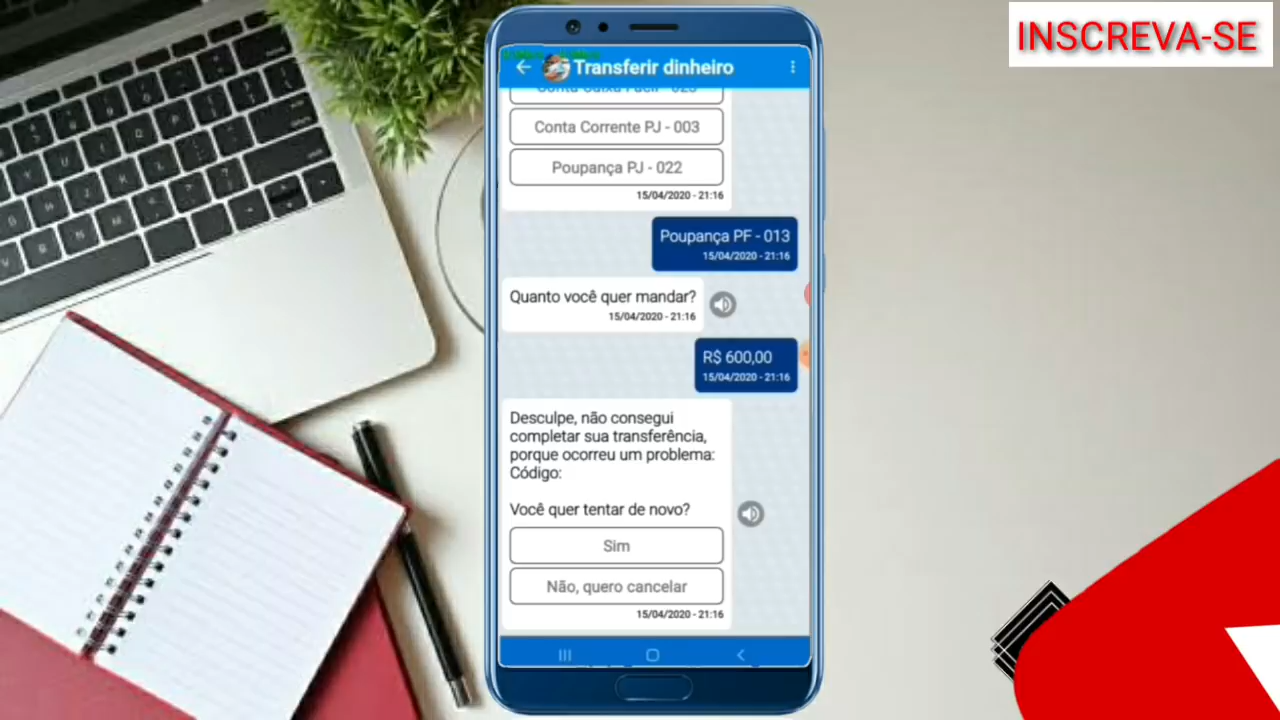 INSCREVA-SE
Transferir dinheiro
Conta Corrente PJ - 003
Poupança PJ - 022
15/04/2020 - 21:16
Poupança PF - 013
15/04/2020 - 21:16
Quanto você quer mandar?
15/04/2020 - 21:16
R$ 600,00
15/04/2020 - 21:16
Desculpe, não consegui
completar sua transferência,
porque ocorreu um problema:
Código:
Você quer tentar de novo?
Sim
Não, quero cancelar
15/04/2020 - 21:16